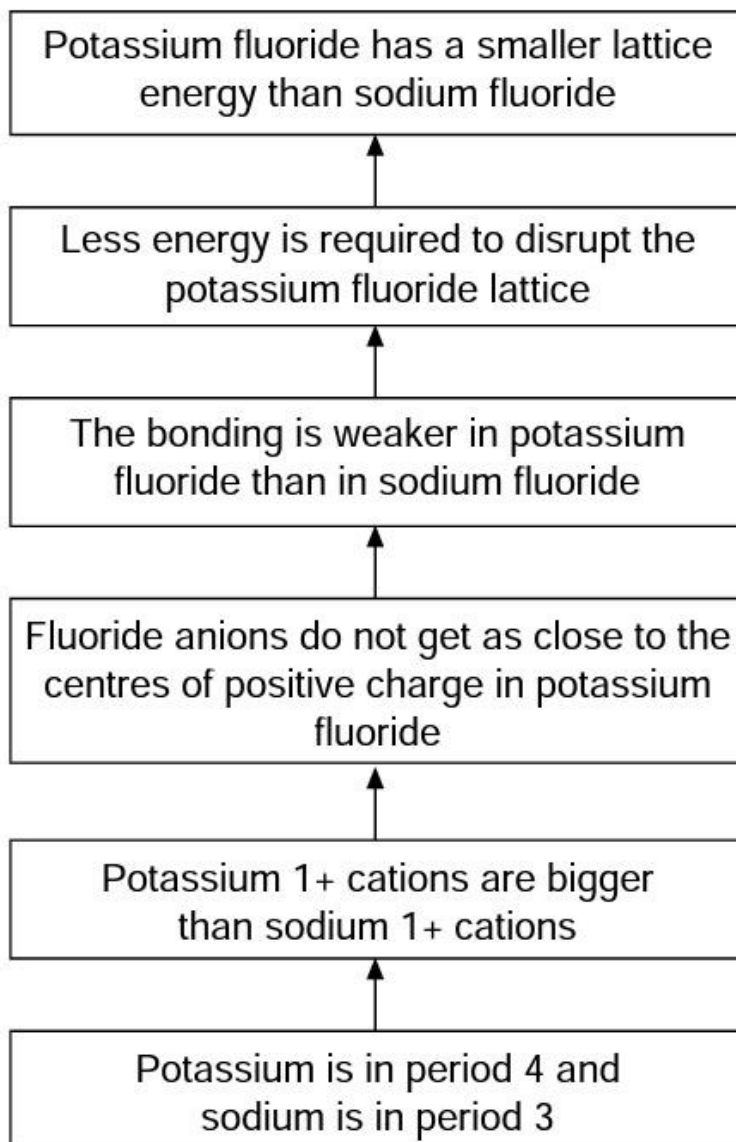 Potassium fluoride has a smaller lattice
energy than sodium fluoride
Less energy is required to disrupt the
potassium fluoride lattice
The bonding is weaker in potassium
fluoride than in sodium fluoride
Fluoride anions do not get as close to the
centres of positive charge in potassium
fluoride
Potassium 1+ cations are bigger
than sodium 1+ cations
Potassium is in period 4 and
sodium is in period 3